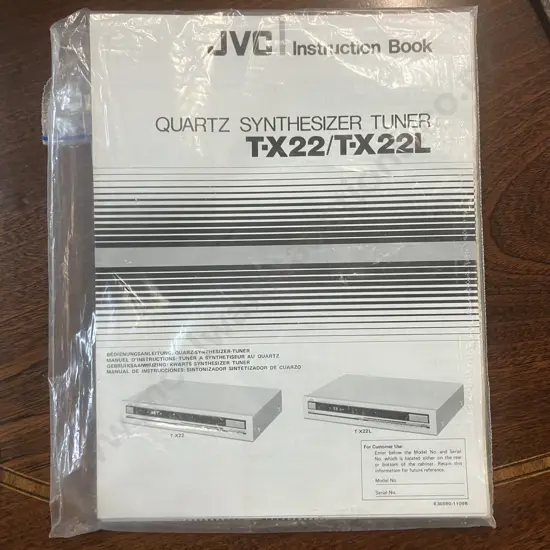 JVC Instruction Book
QUARTZ SYNTHESIZER TUNER
T-X22/T-X22L
BEDIENUNGSANLEITUNG: QUARZ-SYNTHESIZER-TUNER
MANUEL D'INSTRUCTIONS: TUNER A SYNTHETISEUR AU QUARTZ
GEBRUIKSAANWIJZING: KWARTS SYNTHESIZER TUNER
MANUAL DE INSTRUCCIONES: SINTONIZADOR SINTETIZADOR DE CUARZO
T-X22
T-X22L
For Customer Use:
Enter below the Model No. and Serial
No. which is located either on the rear
or bottom of the cabinet. Retain this
information for future reference.
Model No.
Serial No.